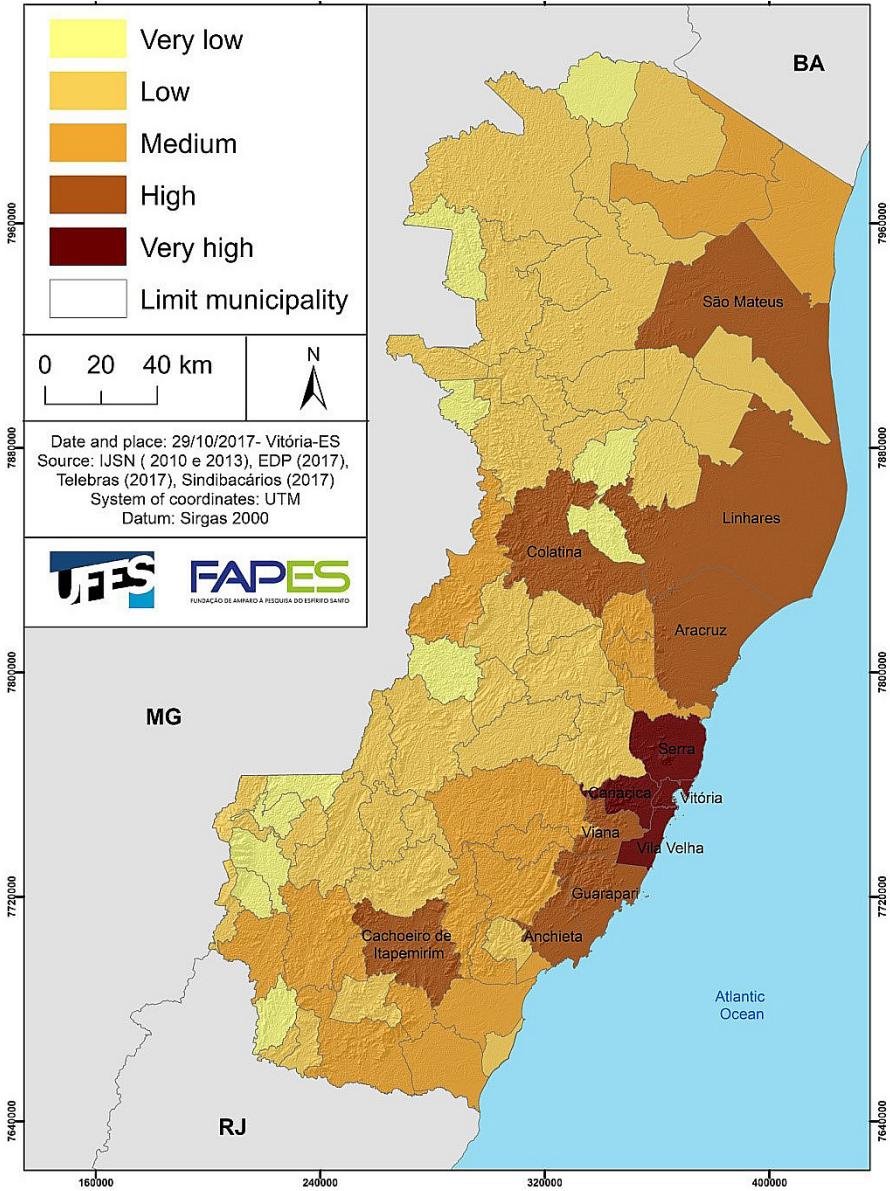 Very low
Low
Medium
High
Very high
Limit municipality
0 20 40 km
N
Date and place: 29/10/2017- Vitória-ES
Source: IJSN ( 2010 e 2013), EDP (2017),
Telebras (2017), Sindibacários (2017)
System of coordinates: UTM
Datum: Sirgas 2000
UFES
FAPES
FUNDAÇÃO DE AMPARO À PESQUISA DO ESPÍRITO SANTO
BA
São Mateus
Linhares
Colatina
Aracruz
MG
Serra
Cariacica
Vitória
Viana
Vila Velha
Guarapari
Cachoeiro de
Itapemirim
Anchieta
Atlantic
Ocean
RJ
7960000
7880000
7800000
7720000
7640000
7960000
7880000
7800000
7720000
7640000
160000 240000 320000 400000